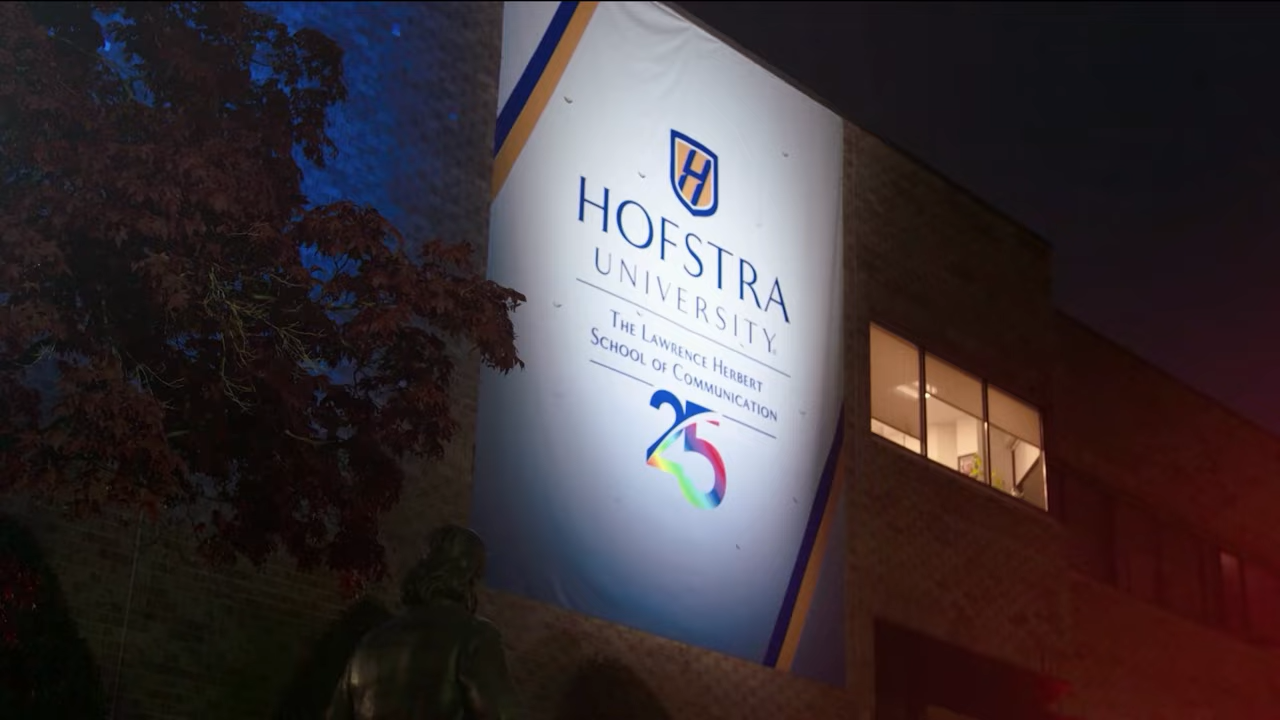 H
HOFSTRA
UNIVERSITY®
THE LAWRENCE HERBERT
SCHOOL OF COMMUNICATION
25